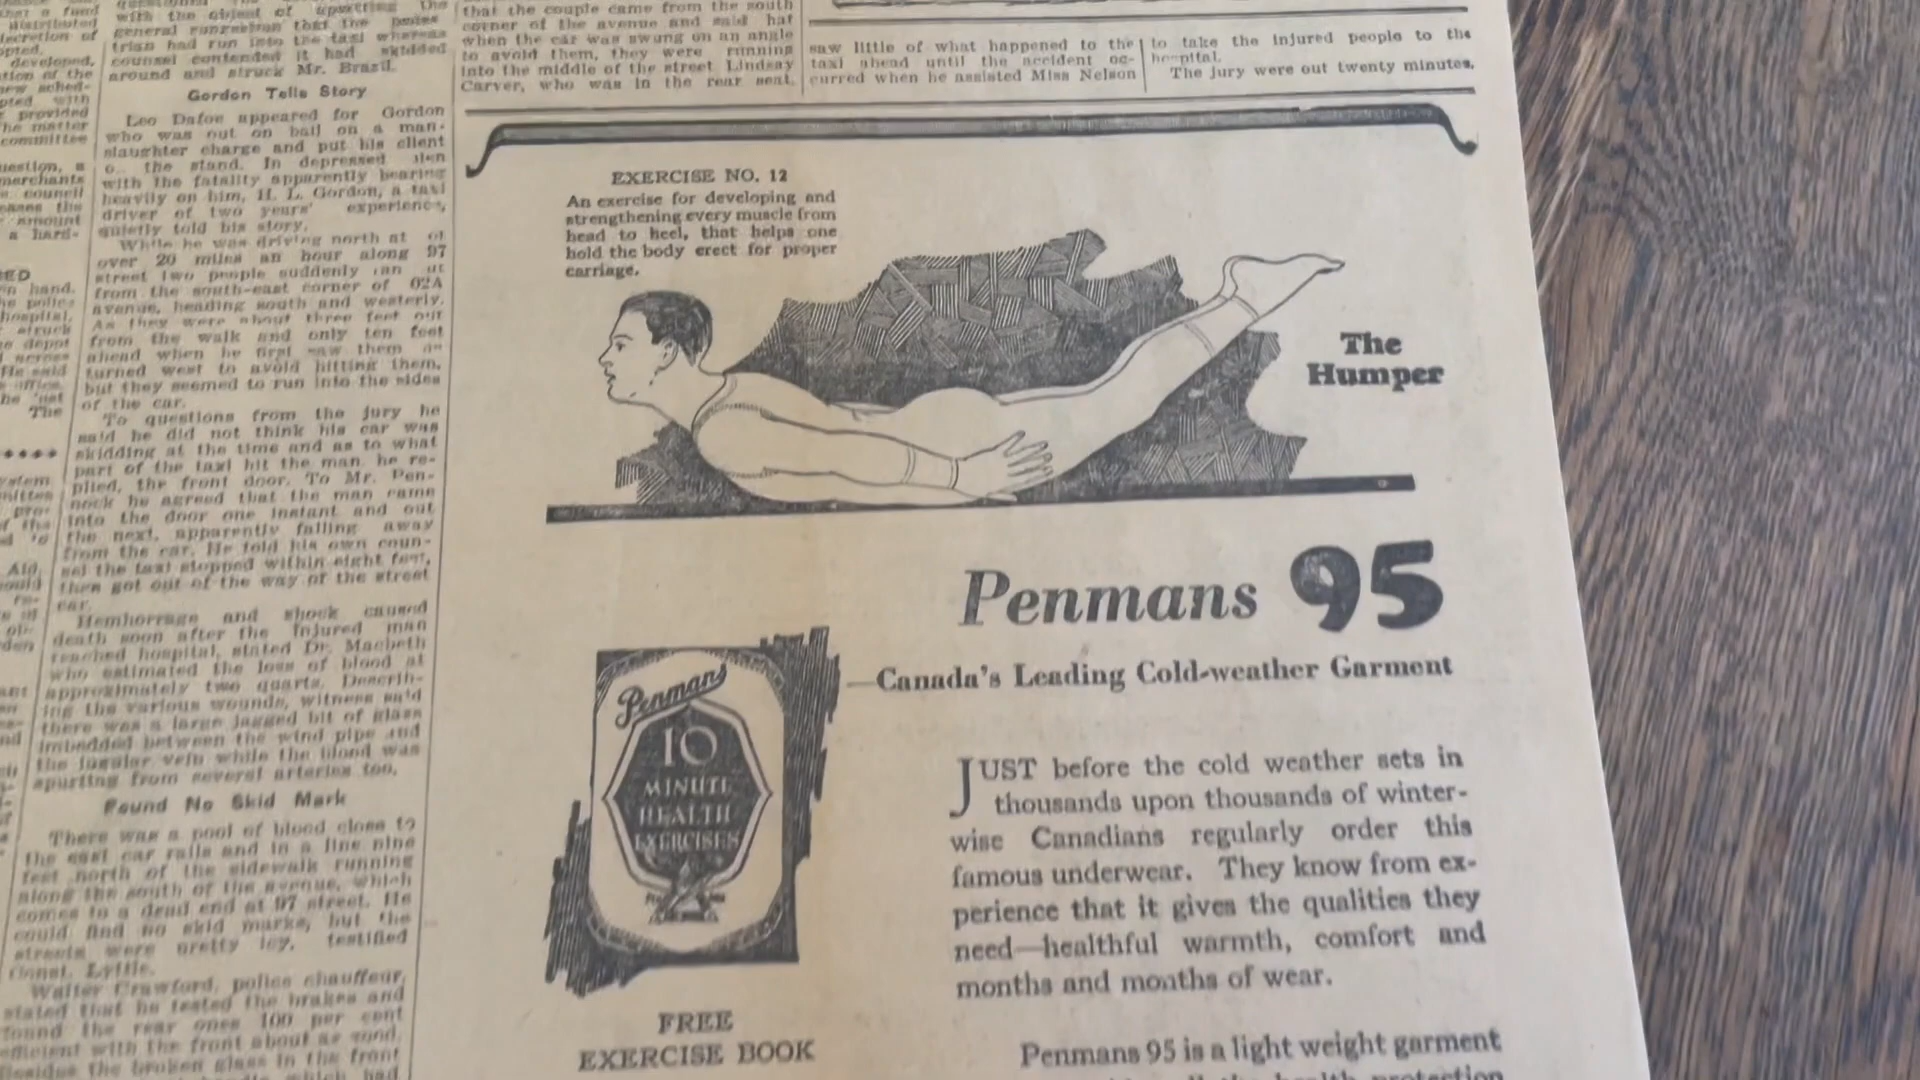 with the object of
general
trian had run into the taxi whereas
counsel contended it had skidded
around and struck Mr. Brazil.
Gordon Tells Story
Leo Dafoe appeared for Gordon
who was out on bail on a man-
slaughter charge and put his client
the stand. In depressed
with the fatality apparently bearing
heavily on him, H. L. Gordon, a taxi
driver of two years' experience,
quietly told his story.
While he was driving north at
over 20 miles an hour along 97
street two people suddenly
from the south-east corner of 02A
avenue, heading south and westerly.
As they were about three feet out
from the walk and only ten feet
ahead when he first saw them
turned west to avoid hitting them,
but they seemed to run into the sides
of the car.
To questions from the jury he
said he did not think his car was
skidding at the time and as to what
part of the taxi hit the man, he re-
plied, the front door. To Mr. Pen-
nock he agreed that the man came
into the door one instant and out
the next, apparently falling away
from the car. He told his own coun-
sel the taxi stopped within eight feet,
then got out of the way of the street
car.
Hemhorrage and shock caused
death soon after the injured man
reached hospital, stated Dr. Macbeth
who estimated the loss of blood at
approximately two quarts. Describ-
ing the various wounds, witness said
there was a large jagged bit of glass
imbedded between the wind pipe and
the jugular vein while the blood was
spurting from several arteries too.
Found No Skid Mark
There was a pool of blood close to
the east car rails and in a line nine
feet north of the sidewalk running
along the south of the avenue, which
comes to a dead end at 97 street. He
could find no skid marks, but the
streets were pretty icy, testified
Const. Lyttle.
Walter Crawford, police chauffeur,
stated that he tested the brakes and
found the rear ones 100 per cent
efficient with the front about as good.
Besides the broken glass in the front
that the couple came from the south
corner of the avenue and said
when the car was swung on an angle
to avoid them, they were running
into the middle of the street Lindsay
Carver, who was in the rear seat,
saw little of what happened to the
taxi ahead until the accident oc-
curred when he assisted Miss Nelson
to take the injured people to the
hospital.
The jury were out twenty minutes,
EXERCISE NO. 12
An exercise for developing and
strengthening every muscle from
head to heel, that helps one
hold the body erect for proper
carriage.
The
Humper
Penmans 95
—Canada's Leading Cold-weather Garment
Penmans
10
MINUTE
HEALTH
EXERCISES
FREE
EXERCISE BOOK
JUST before the cold weather sets in
thousands upon thousands of winter-
wise Canadians regularly order this
famous underwear. They know from ex-
perience that it gives the qualities they
need—healthful warmth, comfort and
months and months of wear.
Penmans 95 is a light weight garment
all the health protection